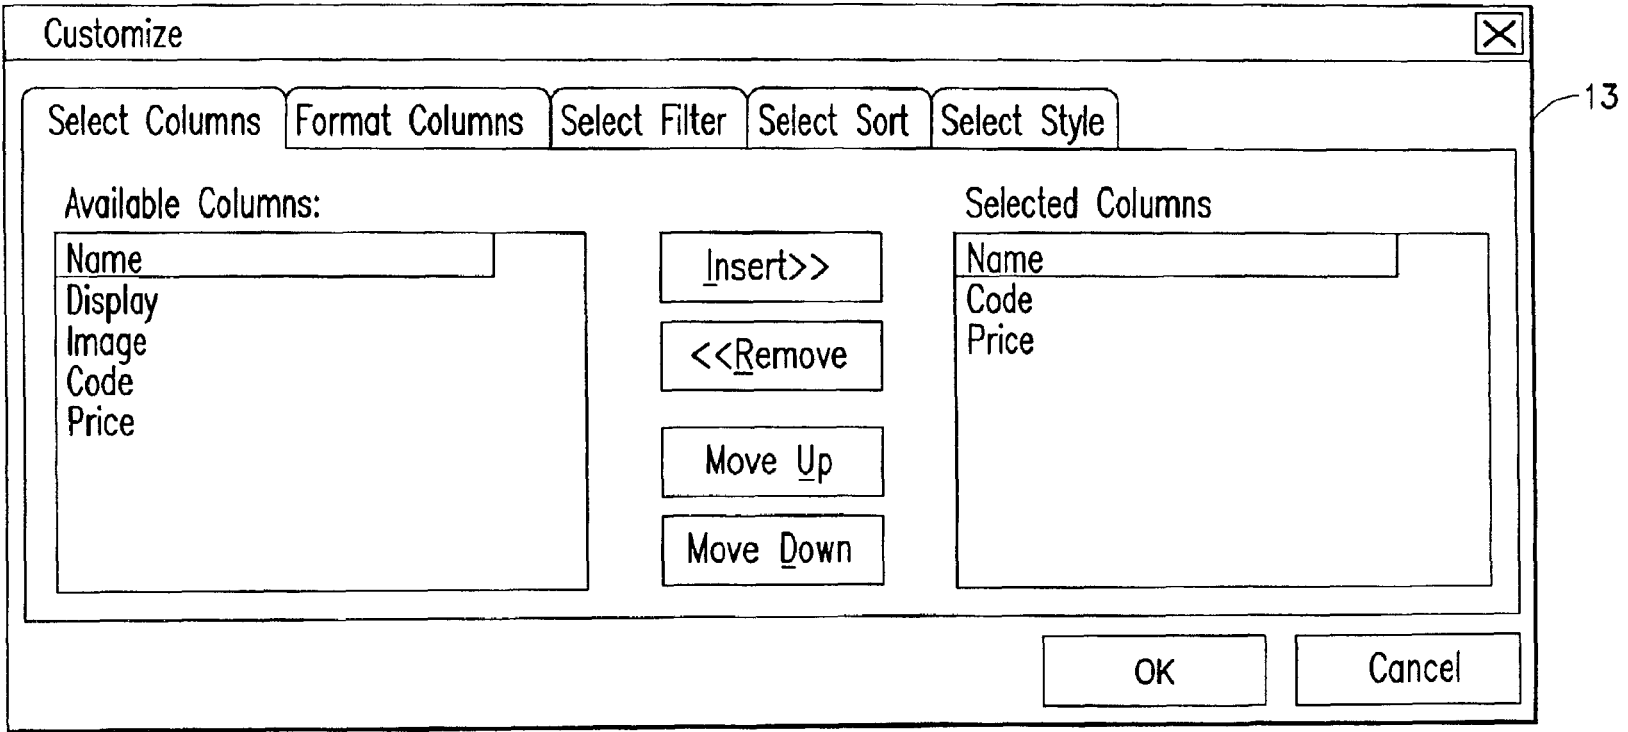 Customize
13
Select Columns Format Columns Select Filter Select Sort Select Style
Available Columns:
Name
Display
Image
Code
Price
Insert>>
<<Remove
Move Up
Move Down
Selected Columns
Name
Code
Price
OK Cancel